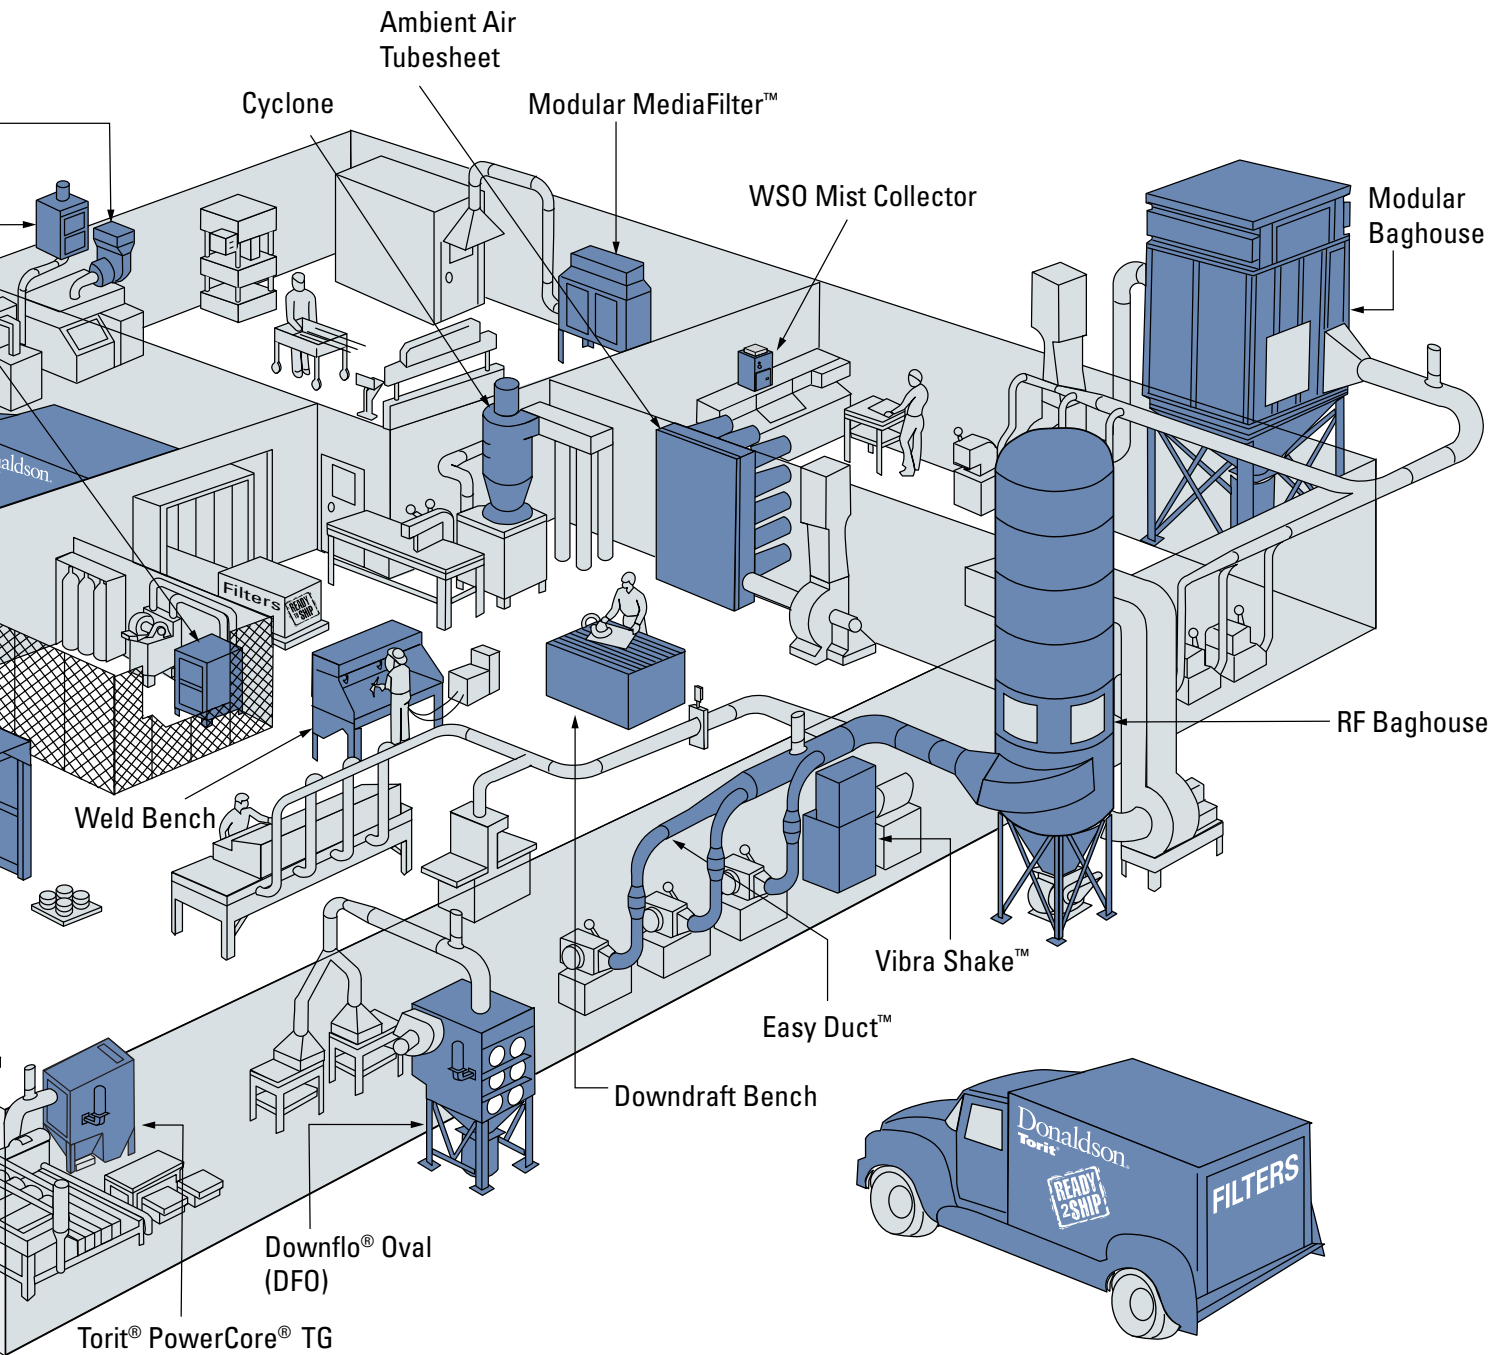 Ambient Air
Tubesheet
Cyclone
Modular MediaFilter™
WSO Mist Collector
Modular
Baghouse
aldson.
Filters
READY
2SHIP
RF Baghouse
Weld Bench
Vibra Shake™
Easy Duct™
Downdraft Bench
Donaldson.
Torit®
READY
2SHIP
FILTERS
Downflo® Oval
(DFO)
Torit® PowerCore® TG